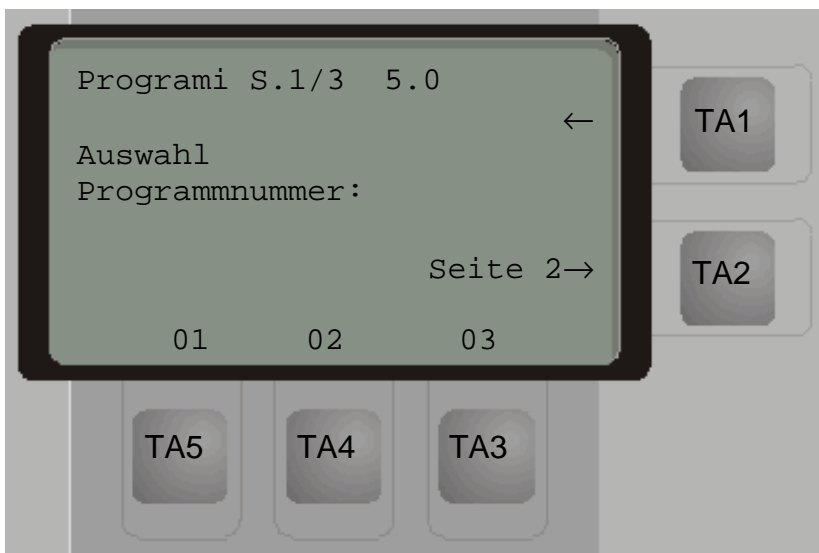 Programi S.1/3 5.0
← TA1
Auswahl
Programmnummer:
Seite 2→ TA2
01 02 03
TA5 TA4 TA3